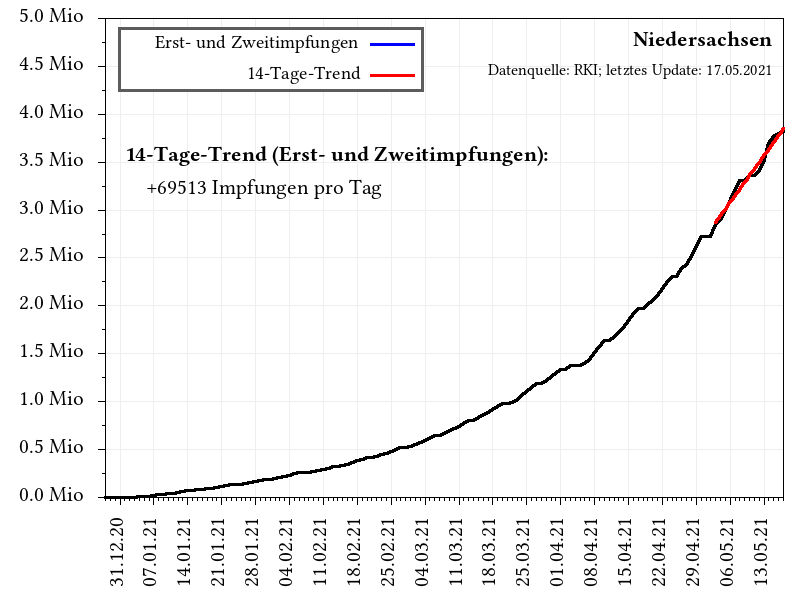 5.0 Mio
4.5 Mio
4.0 Mio
3.5 Mio
3.0 Mio
2.5 Mio
2.0 Mio
1.5 Mio
1.0 Mio
0.5 Mio
0.0 Mio
Erst- und Zweitimpfungen
14-Tage-Trend
Niedersachsen
Datenquelle: RKI; letztes Update: 17.05.2021
14-Tage-Trend (Erst- und Zweitimpfungen):
+69513 Impfungen pro Tag
31.12.20
07.01.21
14.01.21
21.01.21
28.01.21
04.02.21
11.02.21
18.02.21
25.02.21
04.03.21
11.03.21
18.03.21
25.03.21
01.04.21
08.04.21
15.04.21
22.04.21
29.04.21
06.05.21
13.05.21